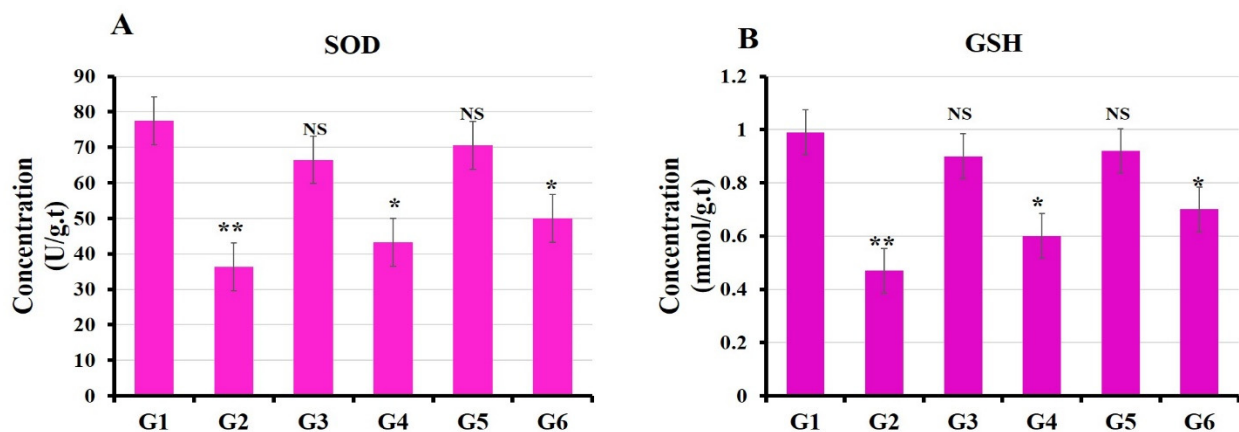 A
SOD
Concentration
(U/g.t)
90
80
70
60
50
40
30
20
10
0
**
NS
*
NS
*
G1 G2 G3 G4 G5 G6
B
GSH
Concentration
(mmol/g.t)
1.2
1
0.8
0.6
0.4
0.2
0
**
NS
*
NS
*
G1 G2 G3 G4 G5 G6